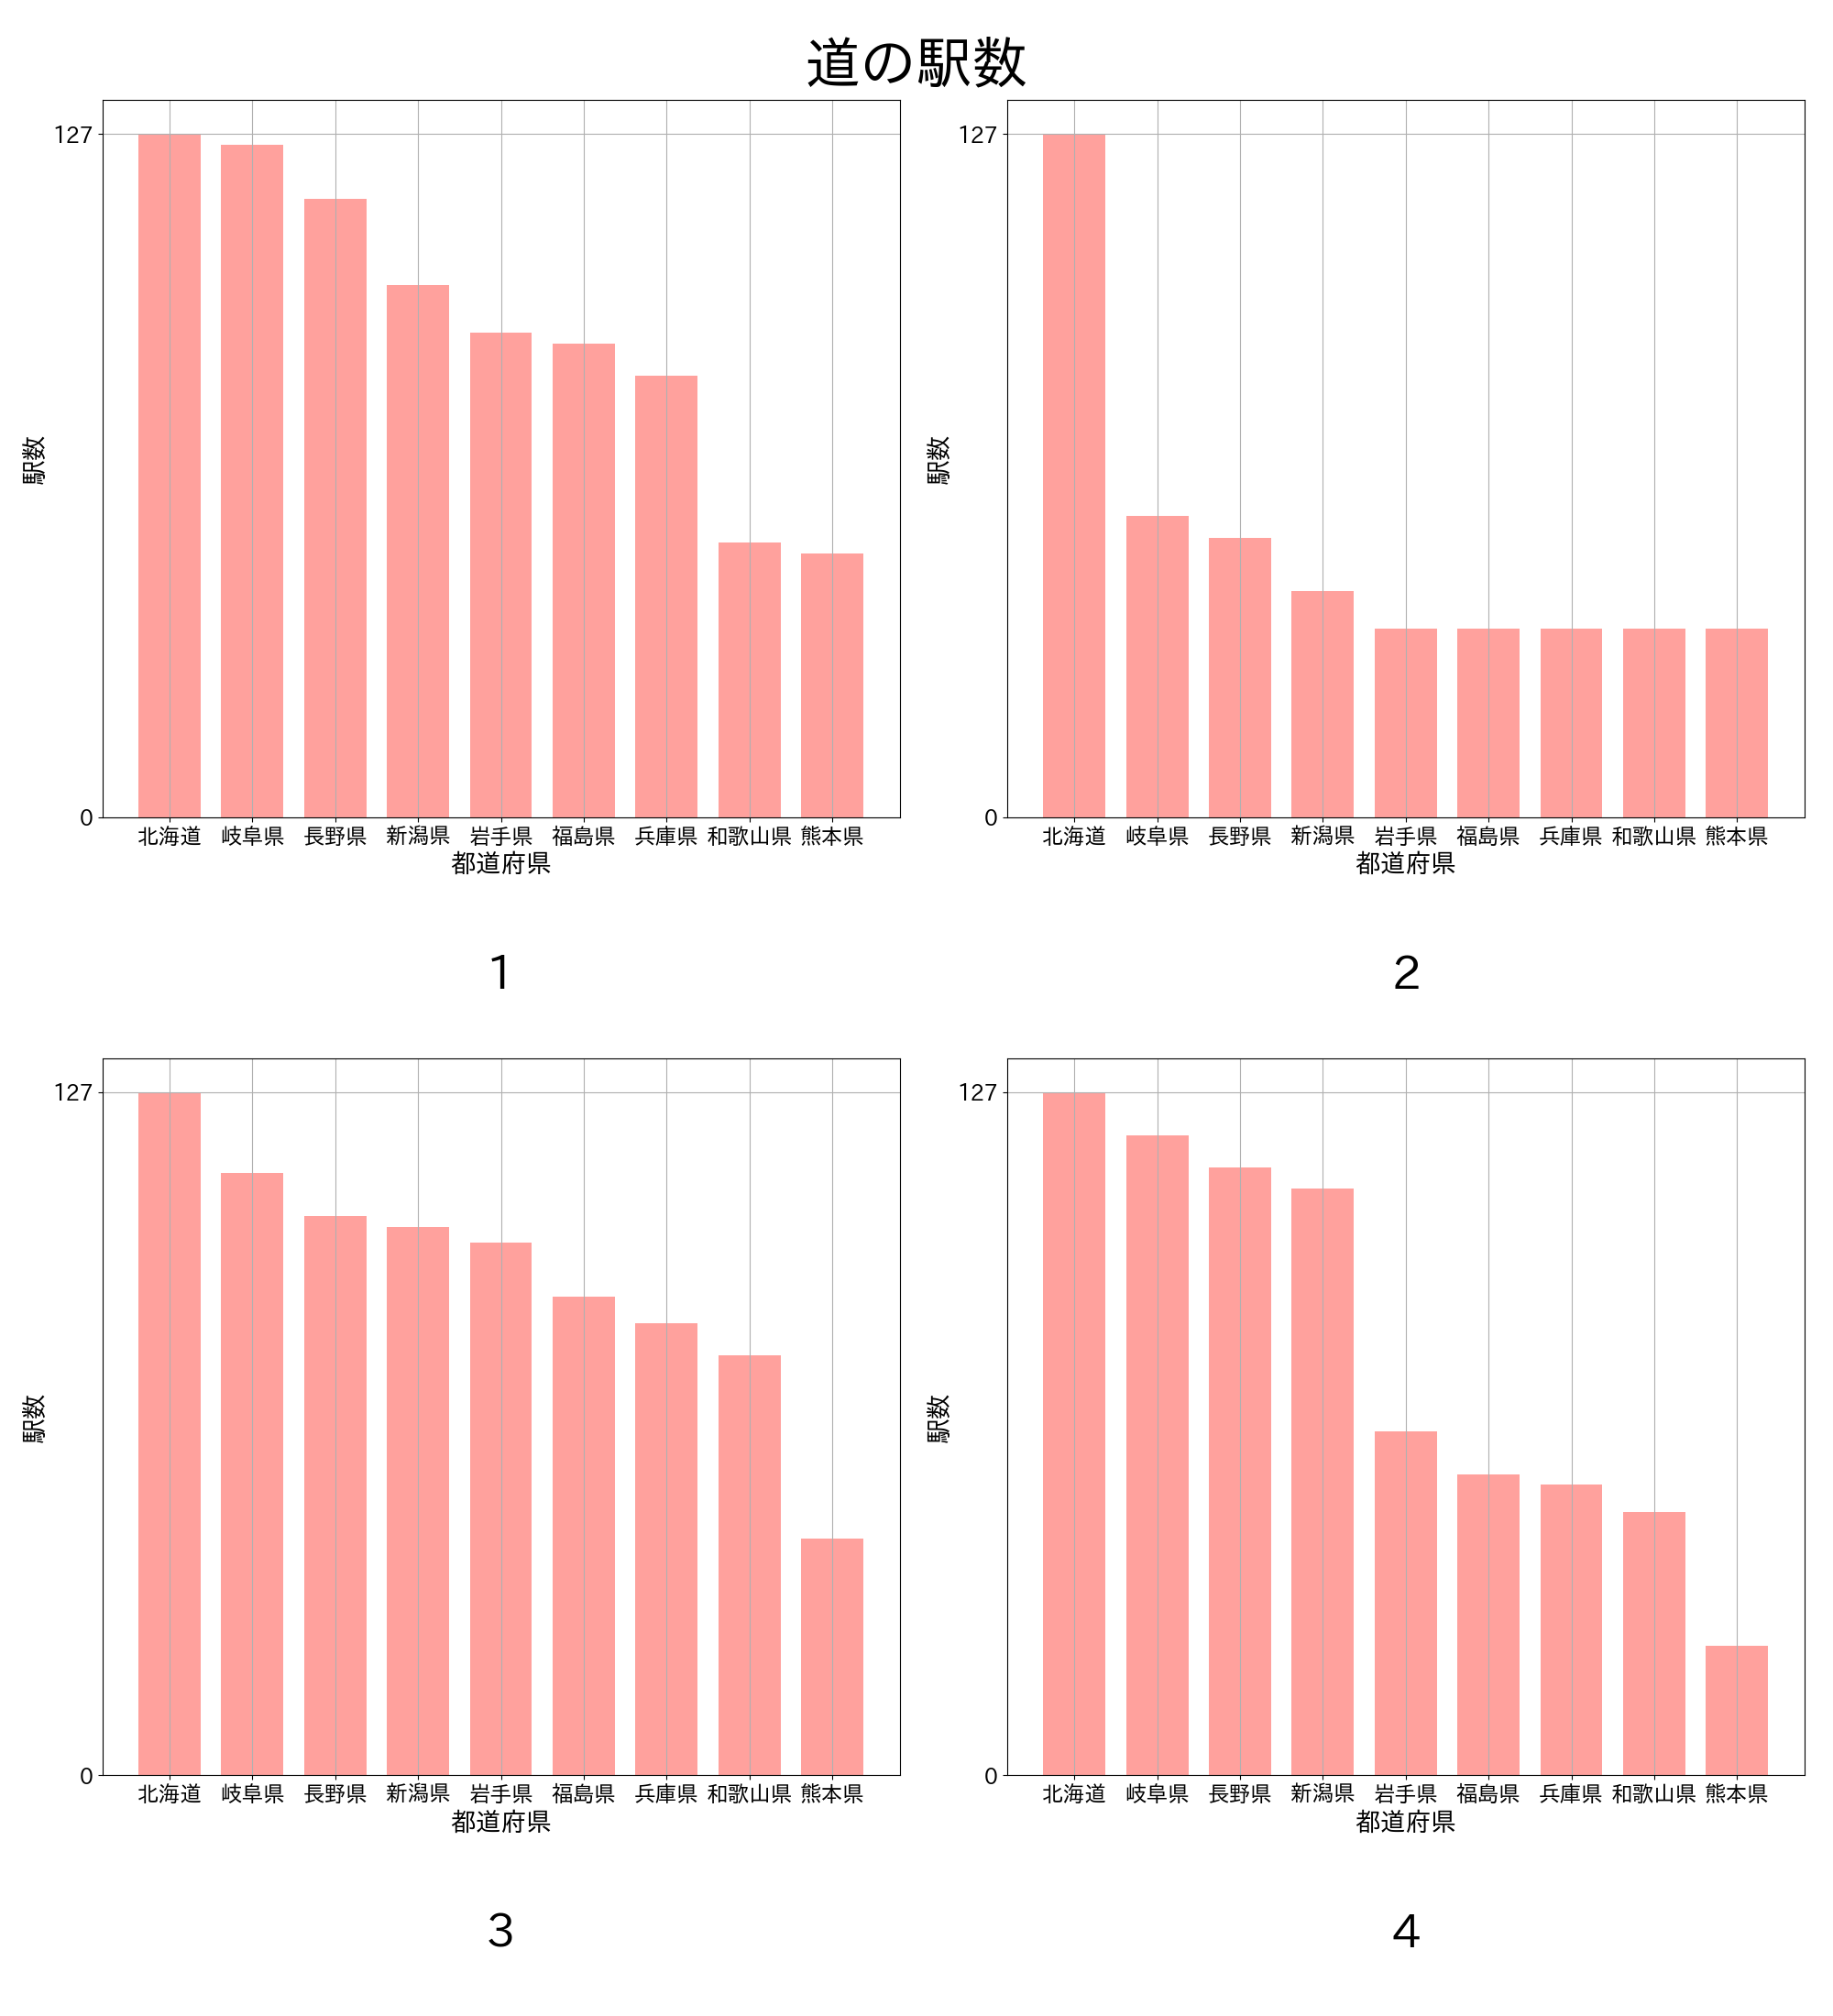 道の駅数
127
駅数
0
北海道 岐阜県 長野県 新潟県 岩手県 福島県 兵庫県 和歌山県 熊本県
都道府県
1
127
駅数
0
北海道 岐阜県 長野県 新潟県 岩手県 福島県 兵庫県 和歌山県 熊本県
都道府県
2
127
駅数
0
北海道 岐阜県 長野県 新潟県 岩手県 福島県 兵庫県 和歌山県 熊本県
都道府県
3
127
駅数
0
北海道 岐阜県 長野県 新潟県 岩手県 福島県 兵庫県 和歌山県 熊本県
都道府県
4